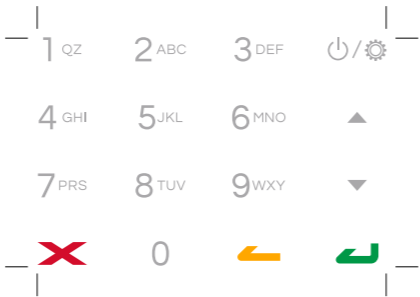 1 QZ 2 ABC 3 DEF /
4 GHI 5 JKL 6 MNO
7 PRS 8 TUV 9 WXY
0